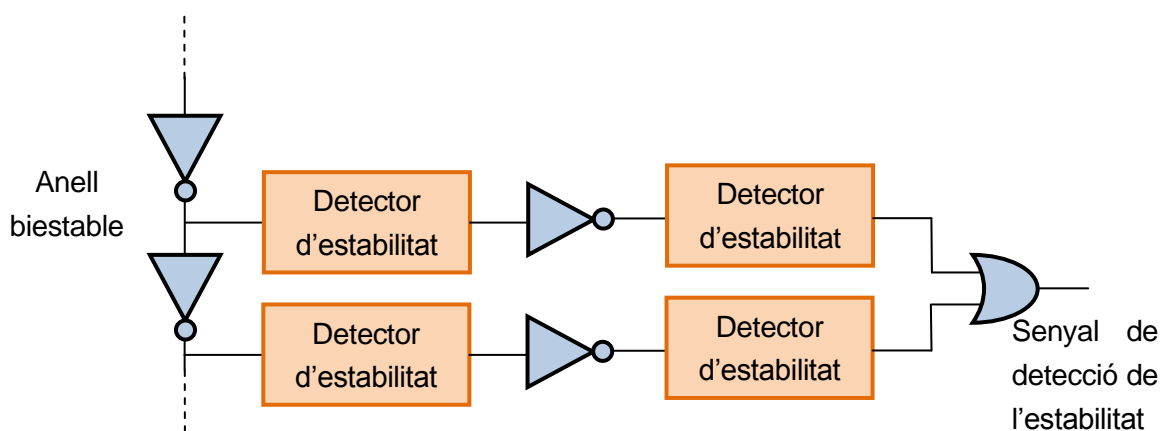 Anell
biestable
Detector
d’estabilitat
Detector
d’estabilitat
Detector
d’estabilitat
Detector
d’estabilitat
Senyal de
detecció de
l’estabilitat